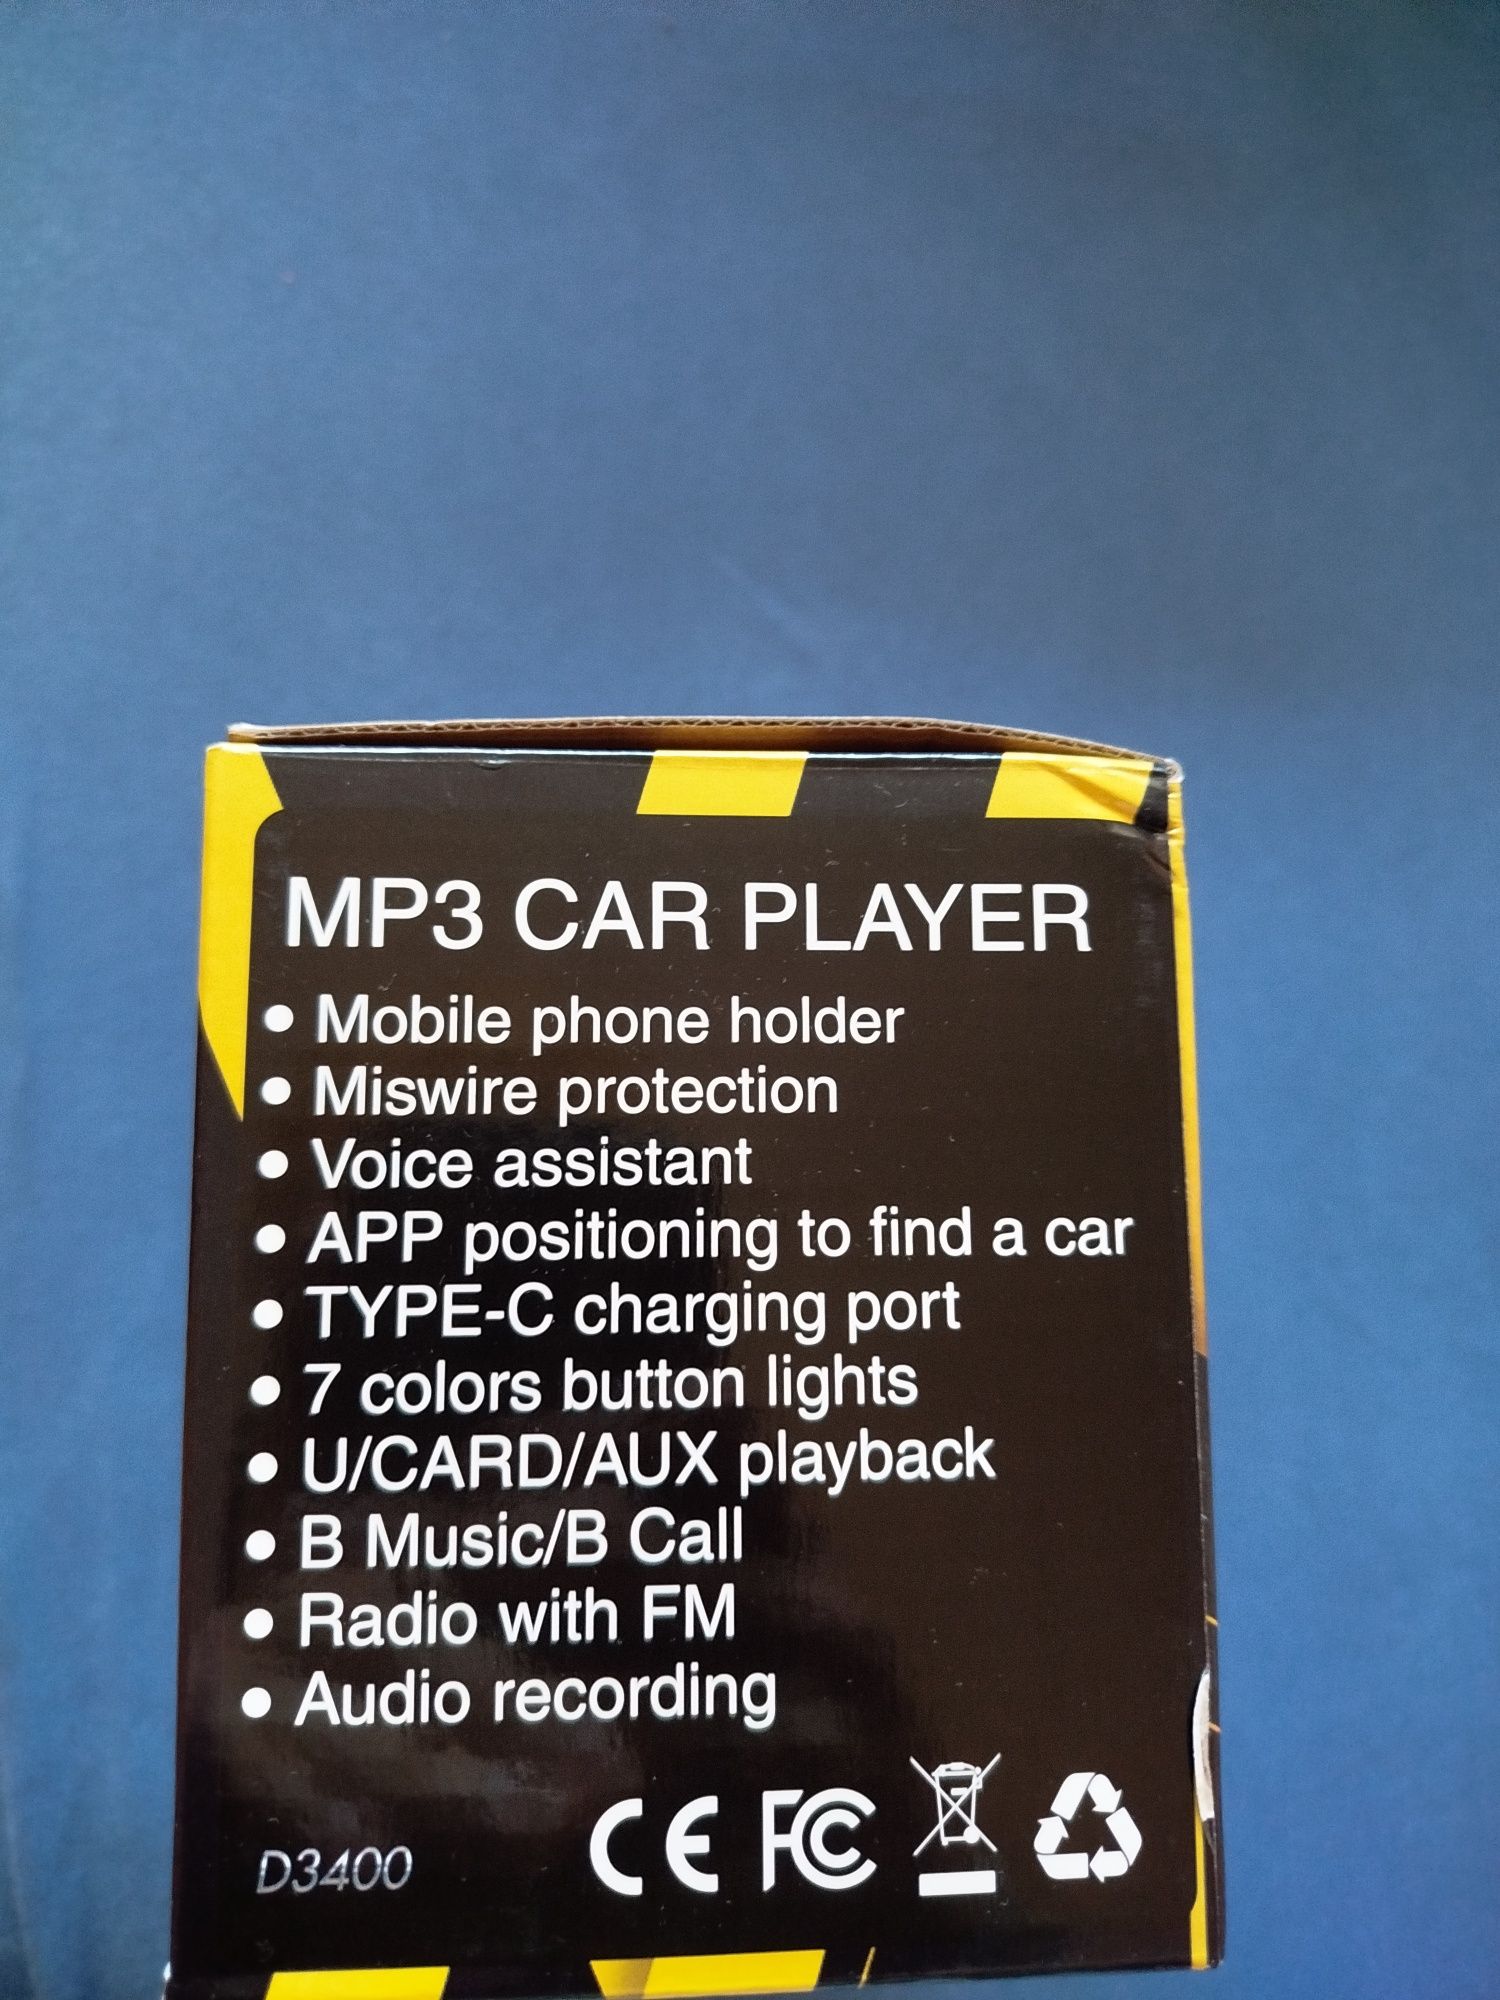 MP3 CAR PLAYER
• Mobile phone holder
• Miswire protection
• Voice assistant
• APP positioning to find a car
• TYPE-C charging port
• 7 colors button lights
• U/CARD/AUX playback
• B Music/B Call
• Radio with FM
• Audio recording
D3400 CE FC